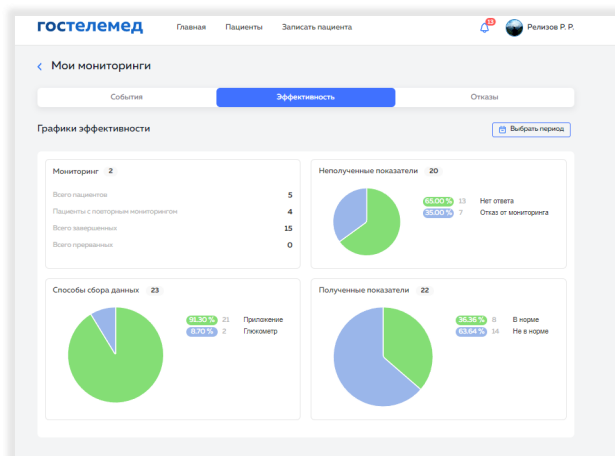 гостелемед Главная Пациенты Записать пациента 13 Релизов Р. Р.
Мои мониторинги
События Эффективность Отказы
Графики эффективности Выбрать период
Мониторинг 2
Всего пациентов 5
Пациенты с повторным мониторингом 4
Всего завершенных 15
Всего прерванных 0
Неполученные показатели 20
65.00 % 13 Нет ответа
35.00 % 7 Отказ от мониторинга
Способы сбора данных 23
91.30 % 21 Приложение
8.70 % 2 Глюкометр
Полученные показатели 22
36.36 % 8 В норме
63.64 % 14 Не в норме